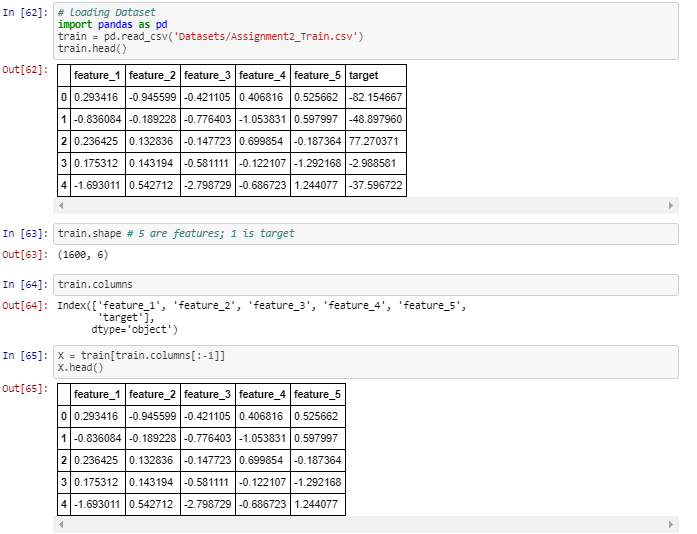 In [62]: # Loading Dataset
import pandas as pd
train = pd.read_csv('Datasets/Assignment2_Train.csv')
train.head()
Out[62]:
feature_1 feature_2 feature_3 feature_4 feature_5 target
0 0.293416 -0.945599 -0.421105 0.406816 0.525662 -82.154667
1 -0.836084 -0.189228 -0.776403 -1.053831 0.597997 -48.897960
2 0.236425 0.132836 -0.147723 0.699854 -0.187364 77.270371
3 0.175312 0.143194 -0.581111 -0.122107 -1.292168 -2.988581
4 -1.693011 0.542712 -2.798729 -0.686723 1.244077 -37.596722
In [63]: train.shape # 5 are features; 1 is target
Out[63]: (1600, 6)
In [64]: train.columns
Out[64]: Index(['feature_1', 'feature_2', 'feature_3', 'feature_4', 'feature_5',
'target'],
dtype='object')
In [65]: X = train[train.columns[:-1]]
X.head()
Out[65]:
feature_1 feature_2 feature_3 feature_4 feature_5
0 0.293416 -0.945599 -0.421105 0.406816 0.525662
1 -0.836084 -0.189228 -0.776403 -1.053831 0.597997
2 0.236425 0.132836 -0.147723 0.699854 -0.187364
3 0.175312 0.143194 -0.581111 -0.122107 -1.292168
4 -1.693011 0.542712 -2.798729 -0.686723 1.244077